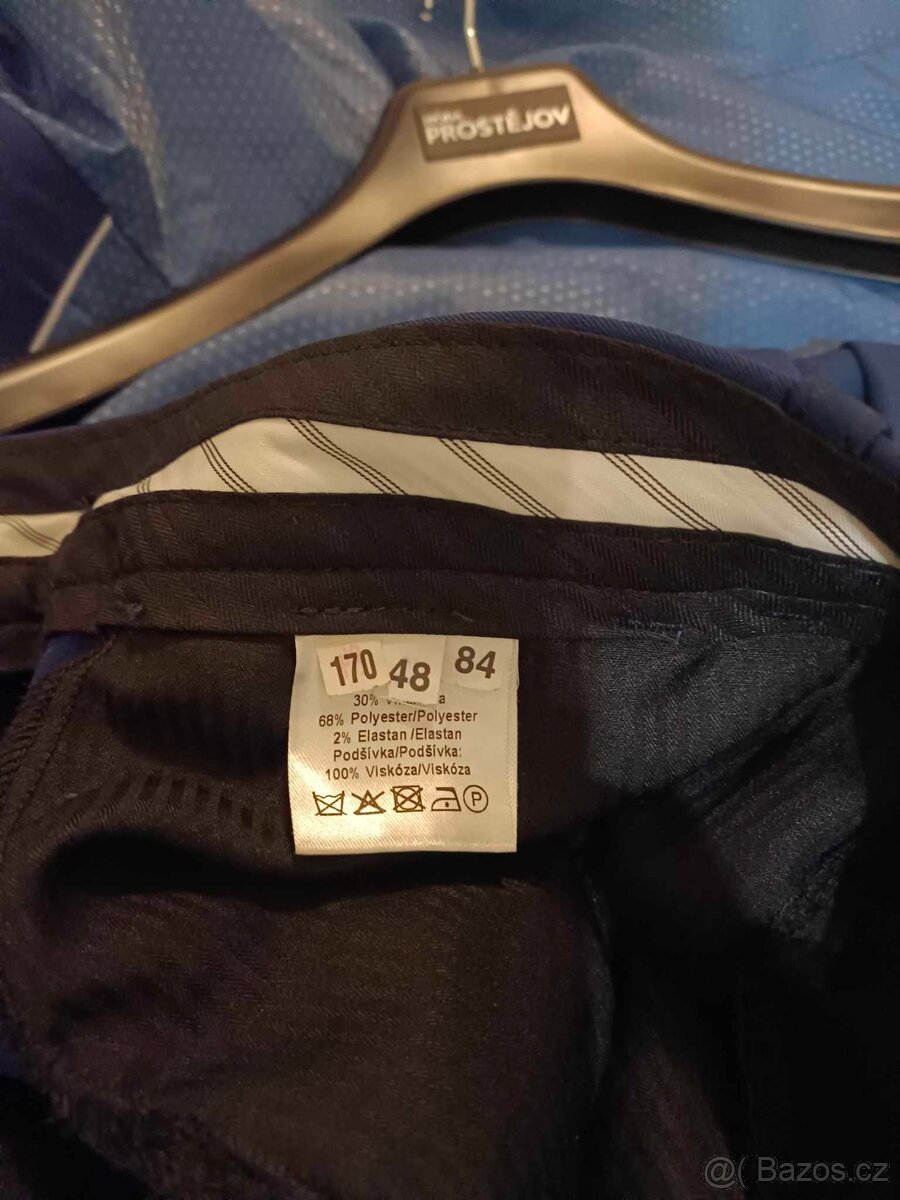 PROSTĚJOV
170 48 84
30%
68% Polyester/Polyester
2% Elastan /Elastan
Podšívka/Podšívka:
100% Viskóza/Viskóza
P
@( Bazos.cz